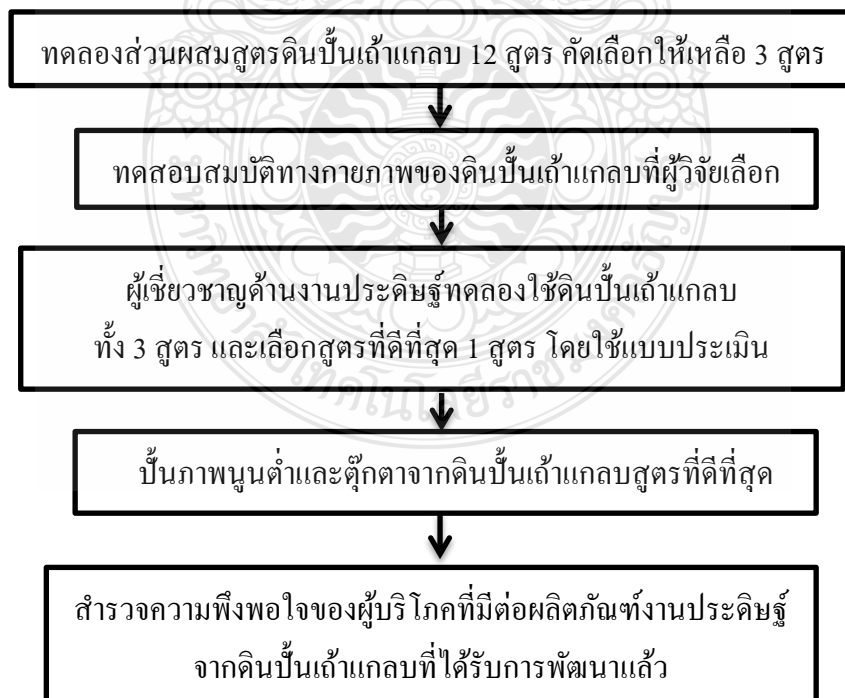 ทดลองส่วนผสมสูตรดินปั้นเถ้าแกลบ 12 สูตร คัดเลือกให้เหลือ 3 สูตร
ทดสอบสมบัติทางกายภาพของดินปั้นเถ้าแกลบที่ผู้วิจัยเลือก
ผู้เชี่ยวชาญด้านงานประดิษฐ์ทดลองใช้ดินปั้นเถ้าแกลบ
ทั้ง 3 สูตร และเลือกสูตรที่ดีที่สุด 1 สูตร โดยใช้แบบประเมิน
ปั้นภาพนูนต่ำและตุ๊กตาจากดินปั้นเถ้าแกลบสูตรที่ดีที่สุด
สำรวจความพึงพอใจของผู้บริโภคที่มีต่อผลิตภัณฑ์งานประดิษฐ์
จากดินปั้นเถ้าแกลบที่ได้รับการพัฒนาแล้ว